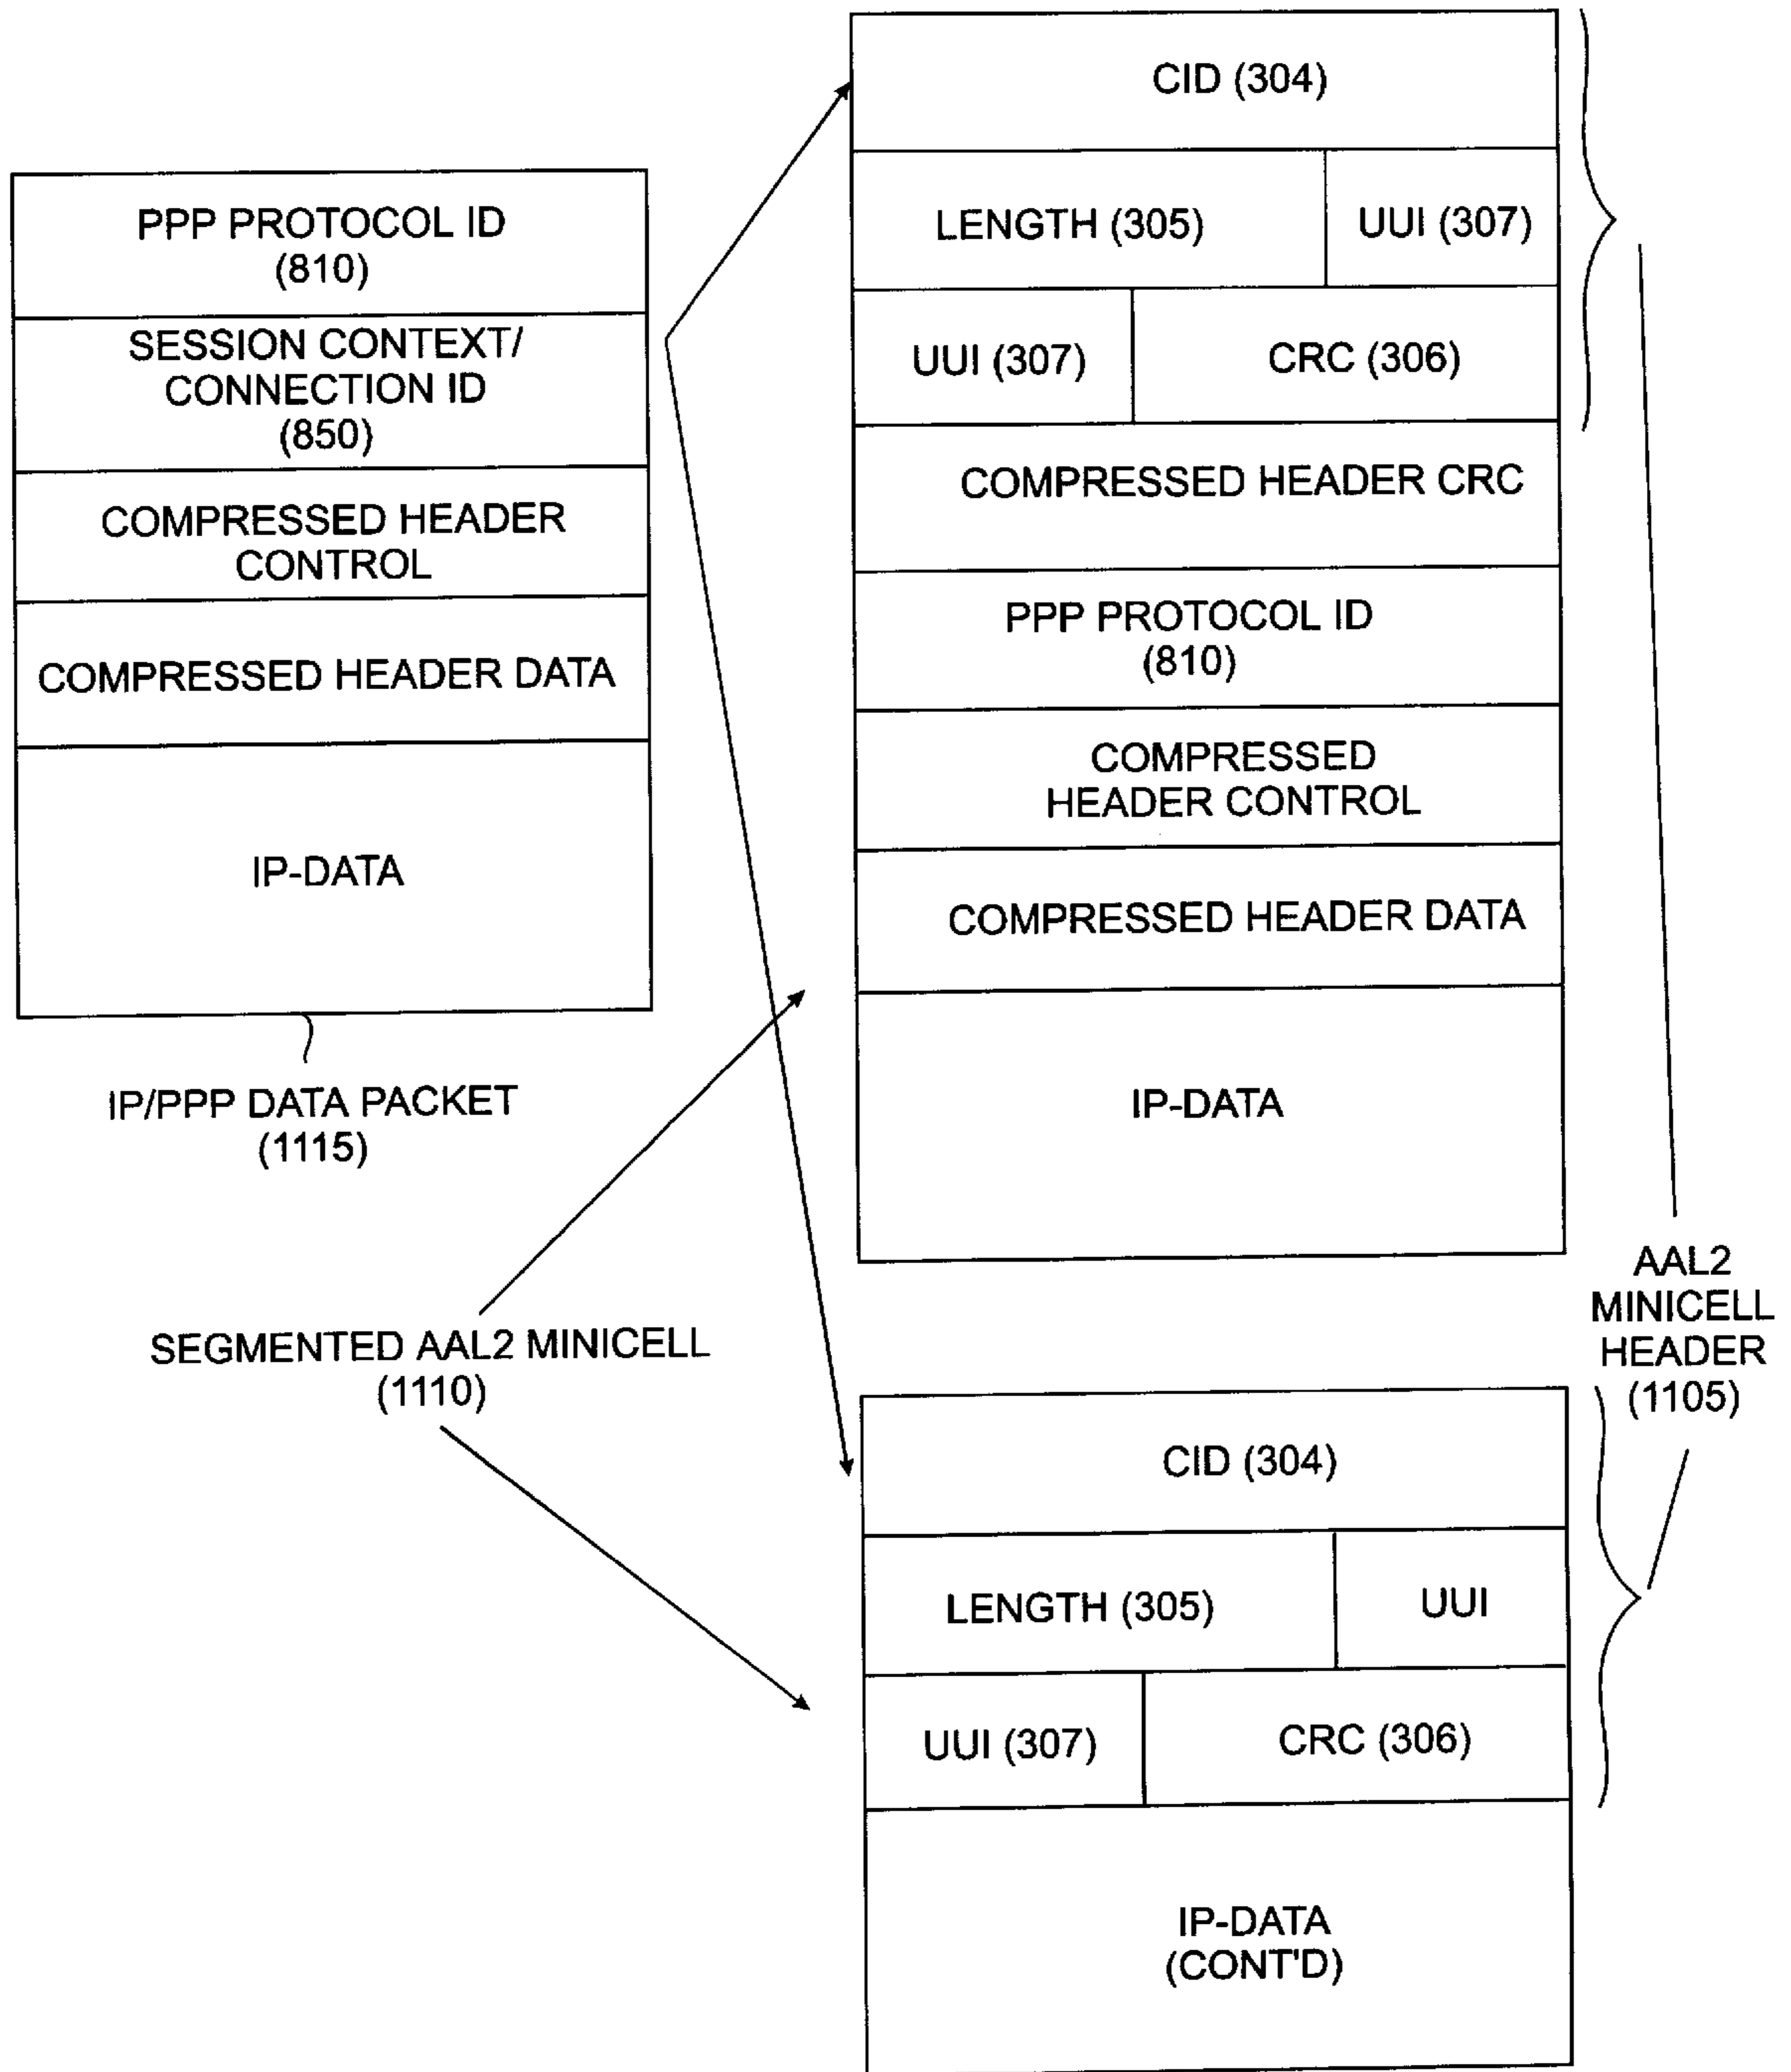 PPP PROTOCOL ID
(810)
SESSION CONTEXT/
CONNECTION ID
(850)
COMPRESSED HEADER
CONTROL
COMPRESSED HEADER DATA
IP-DATA
IP/PPP DATA PACKET
(1115)
SEGMENTED AAL2 MINICELL
(1110)
CID (304)
LENGTH (305)
UUI (307)
UUI (307)
CRC (306)
COMPRESSED HEADER CRC
PPP PROTOCOL ID
(810)
COMPRESSED
HEADER CONTROL
COMPRESSED HEADER DATA
IP-DATA
AAL2
MINICELL
HEADER
(1105)
CID (304)
LENGTH (305)
UUI
UUI (307)
CRC (306)
IP-DATA
(CONT'D)